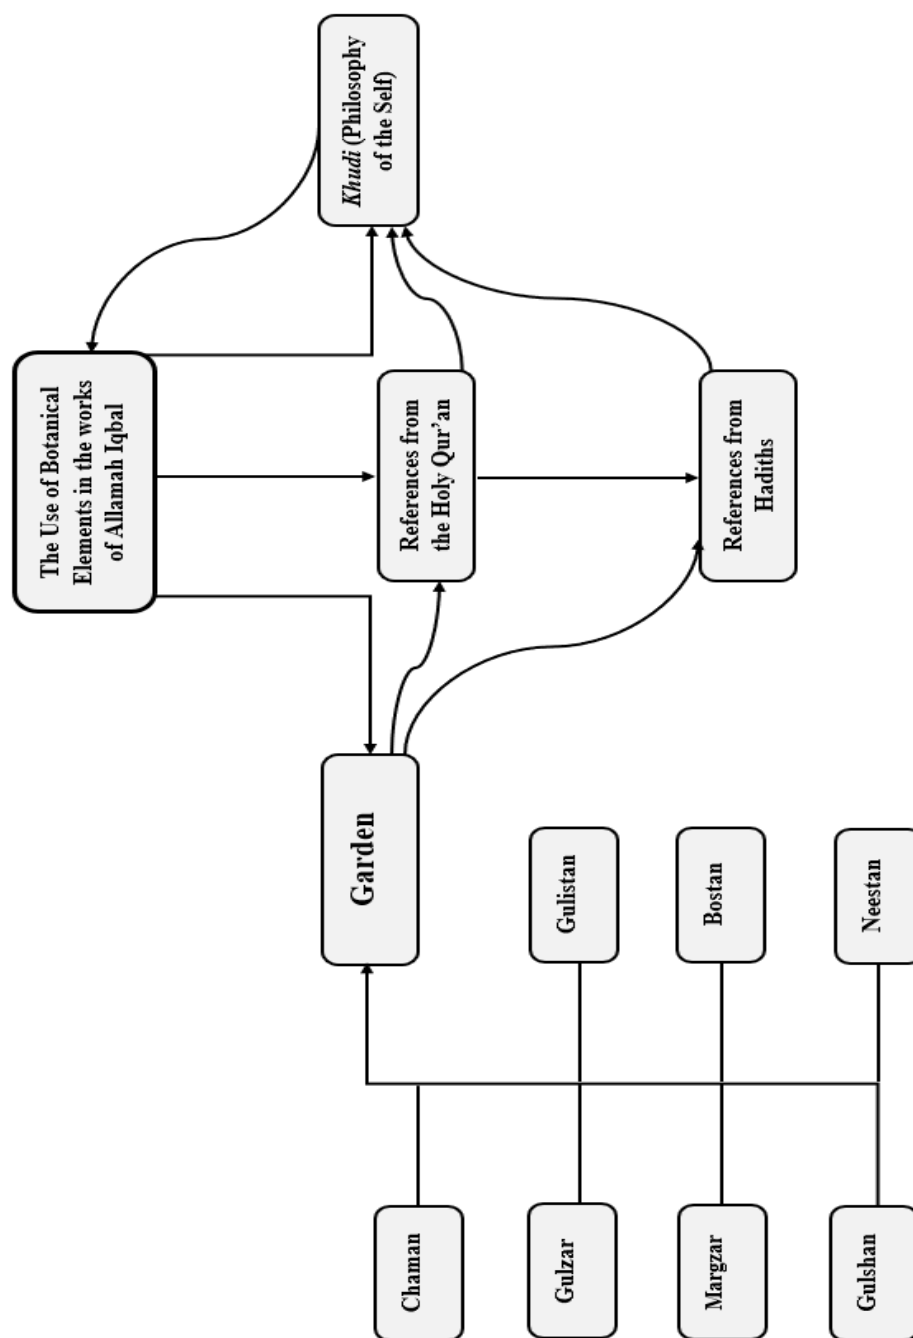 The Use of Botanical
Elements in the works
of Allamah Iqbal
Garden
Khudi (Philosophy
of the Self)
References from
the Holy Qur'an
References from
Hadiths
Chaman
Gulzar
Gulistan
Margzar
Bostan
Gulshan
Neestan